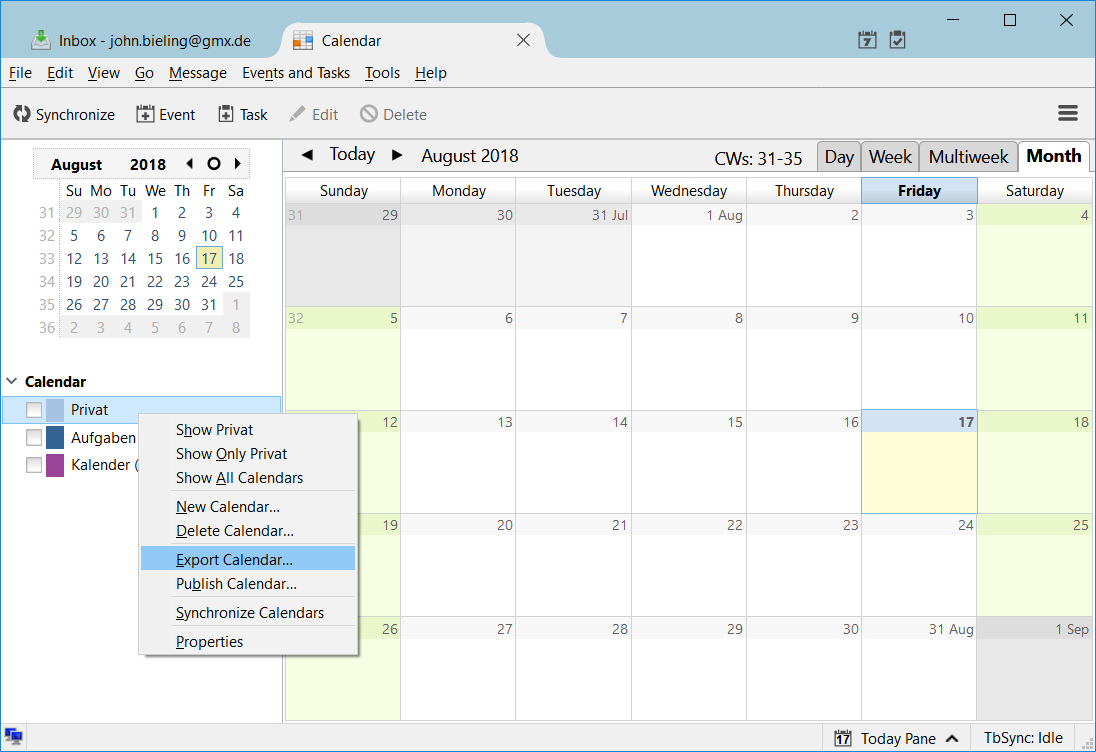 Inbox - john.bieling@gmx.de
Calendar
7
File Edit View Go Message Events and Tasks Tools Help
Synchronize Event Task Edit Delete
August 2018
Su Mo Tu We Th Fr Sa
31 29 30 31 1 2 3 4
32 5 6 7 8 9 10 11
33 12 13 14 15 16 17 18
34 19 20 21 22 23 24 25
35 26 27 28 29 30 31 1
36 2 3 4 5 6 7 8
Calendar
Privat
Aufgaben
Kalender (
Show Privat
Show Only Privat
Show All Calendars
New Calendar...
Delete Calendar...
Export Calendar...
Publish Calendar...
Synchronize Calendars
Properties
Today August 2018 CWs: 31-35 Day Week Multiweek Month
Sunday Monday Tuesday Wednesday Thursday Friday Saturday
31 29 30 31 Jul 1 Aug 2 3 4
32 5 6 7 8 9 10 11
12 13 14 15 16 17 18
19 20 21 22 23 24 25
26 27 28 29 30 31 Aug 1 Sep
17 Today Pane TbSync: Idle